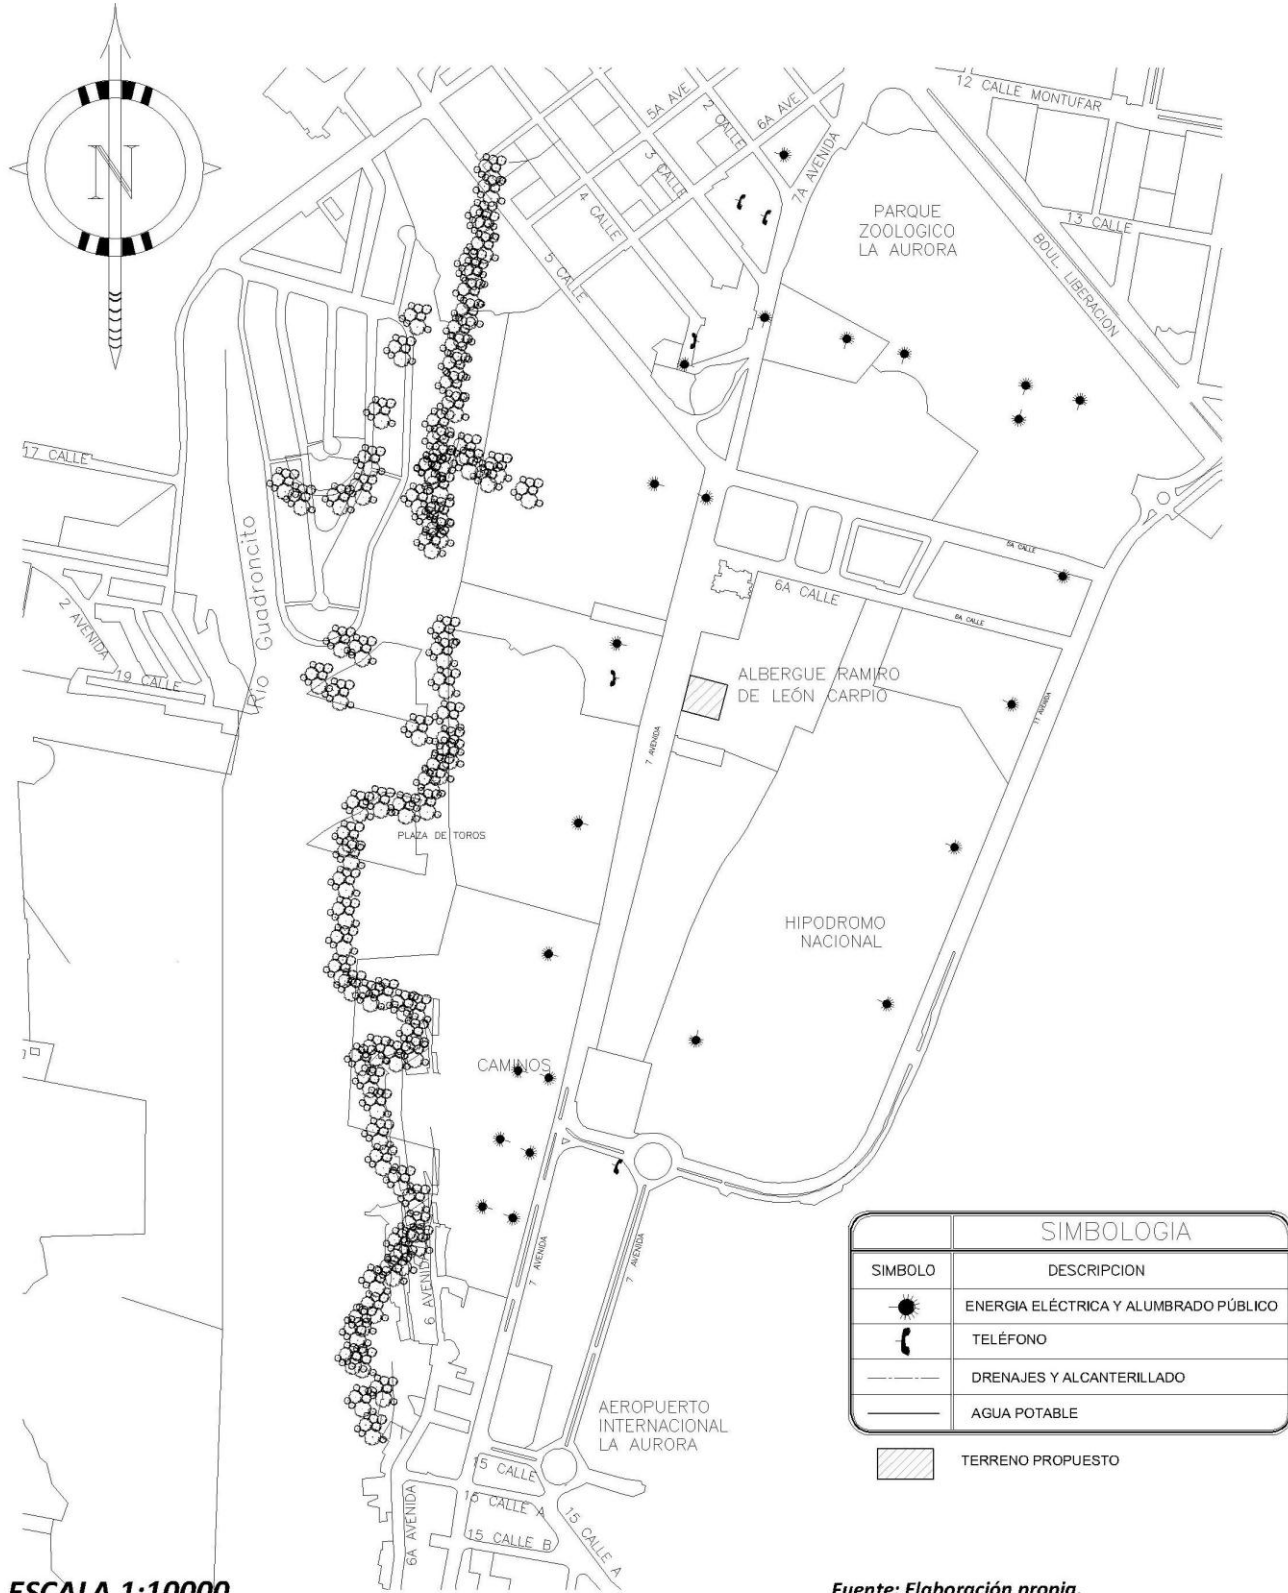 N
12 CALLE MONTUFAR
5A AVE
2 CALLE
6A AVE
3 CALLE
7A AVENIDA
4 CALLE
5 CALLE
PARQUE
ZOOLOGICO
LA AURORA
13 CALLE
BOUL. LIBERACION
17 CALLE
Río Guadroncito
2 AVENIDA
19 CALLE
6A CALLE
6A CALLE
ALBERGUE RAMIRO
DE LEÓN CARPIO
7 AVENIDA
11 AVENIDA
PLAZA DE TOROS
HIPODROMO
NACIONAL
CAMINOS
7 AVENIDA
7 AVENIDA
6 AVENIDA
AEROPUERTO
INTERNACIONAL
LA AURORA
15 CALLE
15 CALLE A
15 CALLE B
15 CALLE A
6A AVENIDA
SIMBOLOGIA
SIMBOLO
DESCRIPCION
ENERGIA ELÉCTRICA Y ALUMBRADO PÚBLICO
TELÉFONO
DRENAJES Y ALCANTERILLADO
AGUA POTABLE
TERRENO PROPUESTO
ESCALA 1:10000
Fuente: Elaboración propia.